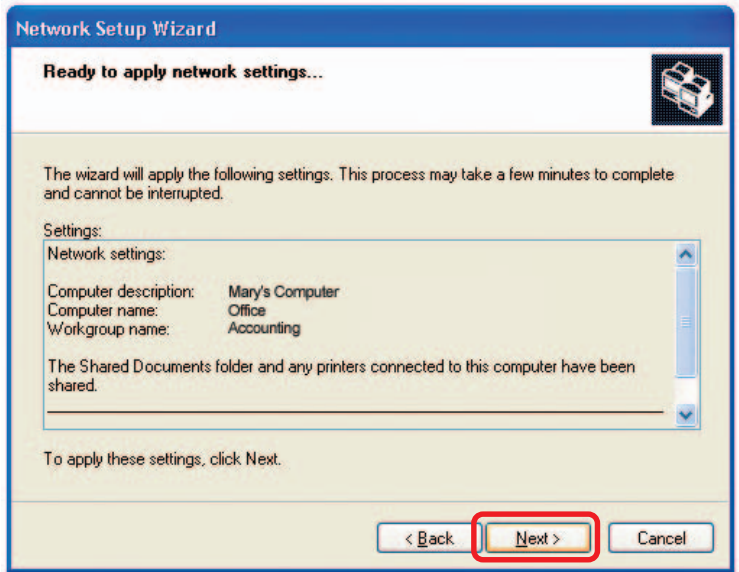 Network Setup Wizard
Ready to apply network settings...
The wizard will apply the following settings. This process may take a few minutes to complete
and cannot be interrupted.
Settings:
Network settings:
Computer description: Mary's Computer
Computer name: Office
Workgroup name: Accounting
The Shared Documents folder and any printers connected to this computer have been
shared.
To apply these settings, click Next.
< Back Next > Cancel